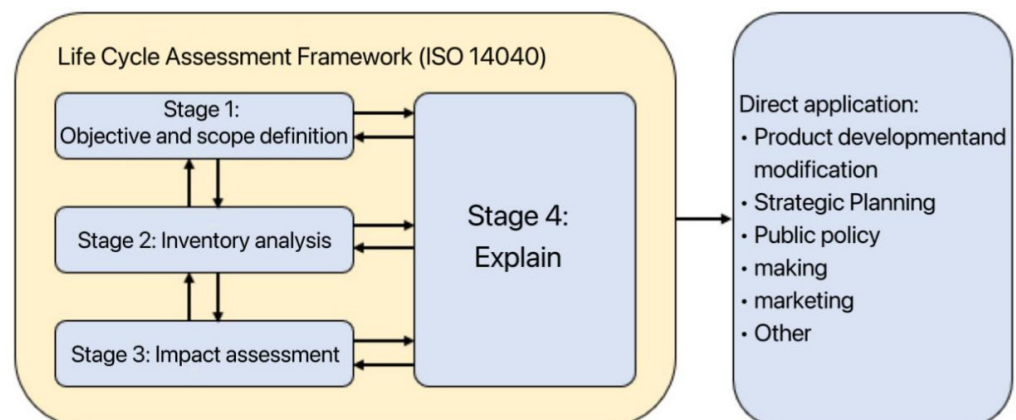 Life Cycle Assessment Framework (ISO 14040)
Stage 1:
Objective and scope definition
Stage 2: Inventory analysis
Stage 3: Impact assessment
Stage 4:
Explain
Direct application:
• Product developmentand
modification
• Strategic Planning
• Public policy
• making
• marketing
• Other